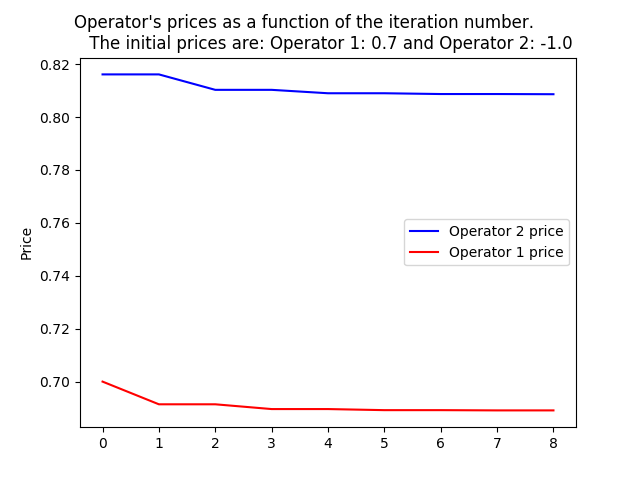 Operator's prices as a function of the iteration number.
The initial prices are: Operator 1: 0.7 and Operator 2: -1.0
0.82
0.80
0.78
0.76
0.74
0.72
0.70
Price
Operator 2 price
Operator 1 price
0 1 2 3 4 5 6 7 8